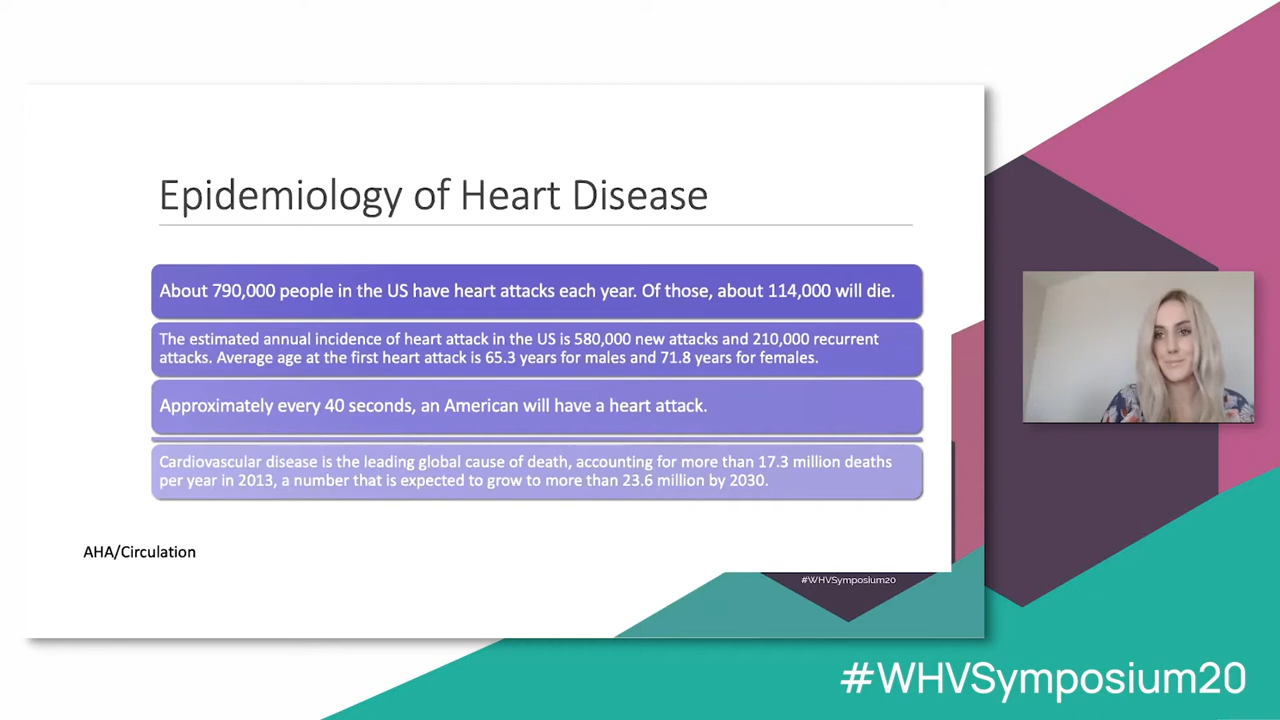 Epidemiology of Heart Disease
About 790,000 people in the US have heart attacks each year. Of those, about 114,000 will die.
The estimated annual incidence of heart attack in the US is 580,000 new attacks and 210,000 recurrent
attacks. Average age at the first heart attack is 65.3 years for males and 71.8 years for females.
Approximately every 40 seconds, an American will have a heart attack.
Cardiovascular disease is the leading global cause of death, accounting for more than 17.3 million deaths
per year in 2013, a number that is expected to grow to more than 23.6 million by 2030.
AHA/Circulation
#WHVSymposium20
#WHVSymposium20